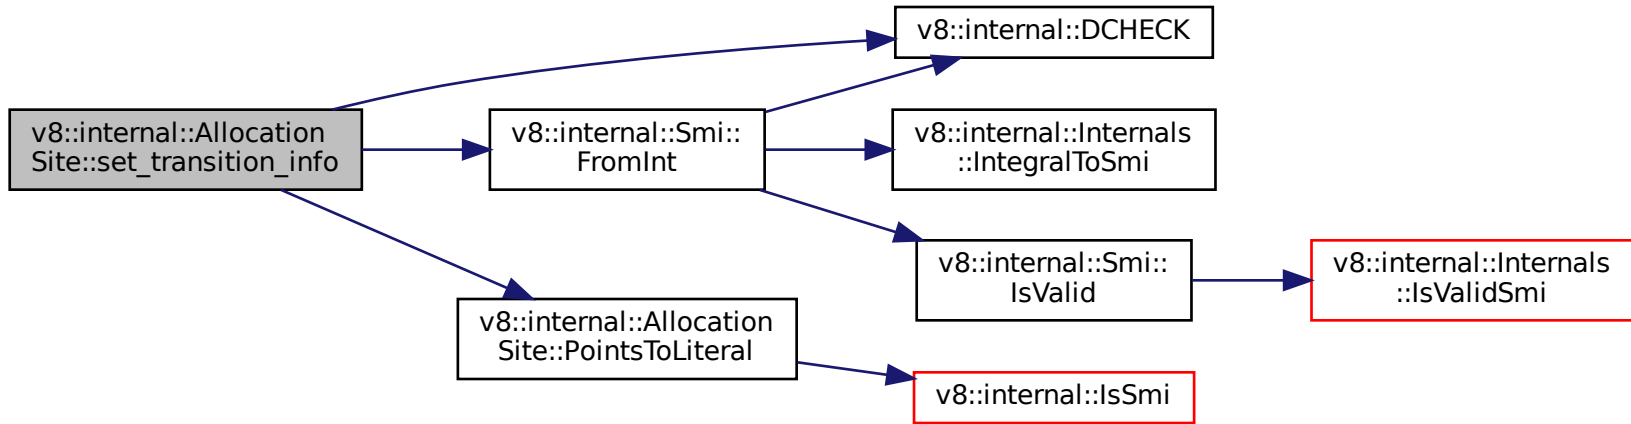 v8::internal::DCHECK
v8::internal::Allocation
Site::set_transition_info
v8::internal::Smi::
FromInt
v8::internal::Internals
::IntegralToSmi
v8::internal::Smi::
IsValid
v8::internal::Internals
::IsValidSmi
v8::internal::Allocation
Site::PointsToLiteral
v8::internal::IsSmi